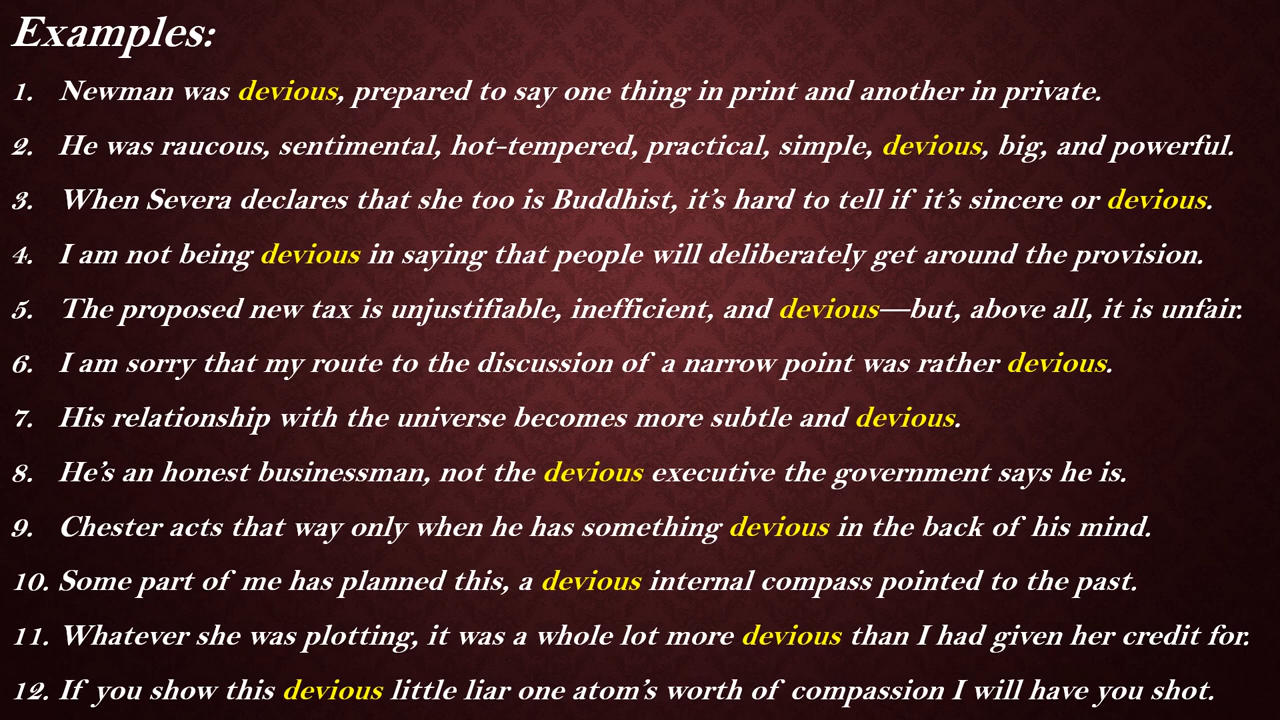 Examples:
1. Newman was devious, prepared to say one thing in print and another in private.
2. He was raucous, sentimental, hot-tempered, practical, simple, devious, big, and powerful.
3. When Severa declares that she too is Buddhist, it’s hard to tell if it’s sincere or devious.
4. I am not being devious in saying that people will deliberately get around the provision.
5. The proposed new tax is unjustifiable, inefficient, and devious—but, above all, it is unfair.
6. I am sorry that my route to the discussion of a narrow point was rather devious.
7. His relationship with the universe becomes more subtle and devious.
8. He’s an honest businessman, not the devious executive the government says he is.
9. Chester acts that way only when he has something devious in the back of his mind.
10. Some part of me has planned this, a devious internal compass pointed to the past.
11. Whatever she was plotting, it was a whole lot more devious than I had given her credit for.
12. If you show this devious little liar one atom’s worth of compassion I will have you shot.